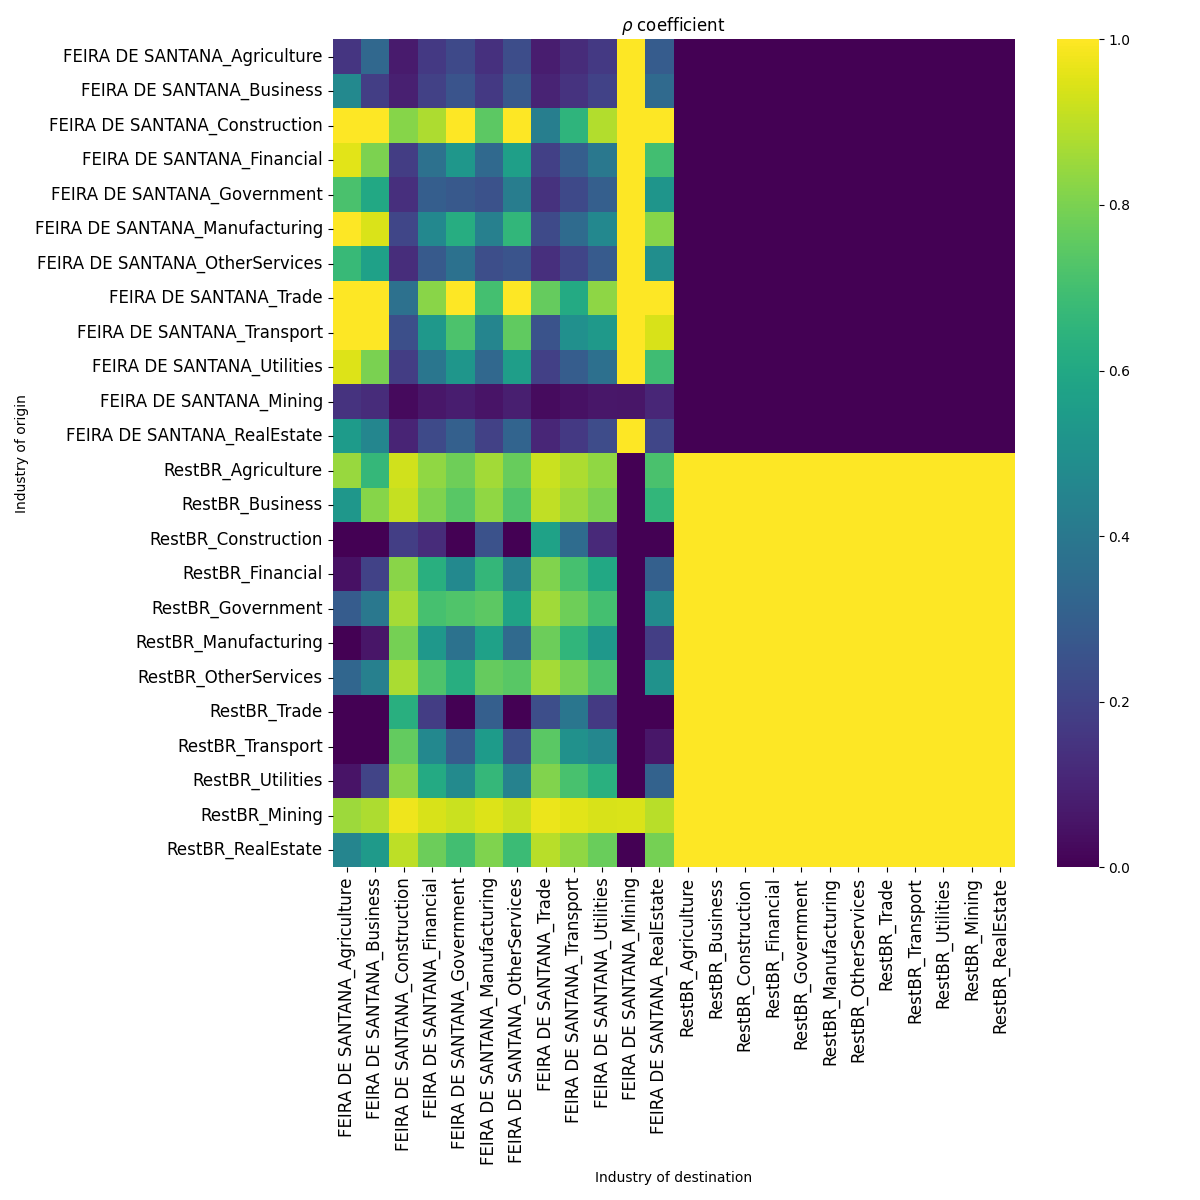 ρ coefficient
FEIRA DE SANTANA_Agriculture
FEIRA DE SANTANA_Business
FEIRA DE SANTANA_Construction
FEIRA DE SANTANA_Financial
FEIRA DE SANTANA_Government
FEIRA DE SANTANA_Manufacturing
FEIRA DE SANTANA_OtherServices
FEIRA DE SANTANA_Trade
FEIRA DE SANTANA_Transport
FEIRA DE SANTANA_Utilities
FEIRA DE SANTANA_Mining
FEIRA DE SANTANA_RealEstate
RestBR_Agriculture
RestBR_Business
RestBR_Construction
RestBR_Financial
RestBR_Government
RestBR_Manufacturing
RestBR_OtherServices
RestBR_Trade
RestBR_Transport
RestBR_Utilities
RestBR_Mining
RestBR_RealEstate
Industry of origin
FEIRA DE SANTANA_Agriculture
FEIRA DE SANTANA_Business
FEIRA DE SANTANA_Construction
FEIRA DE SANTANA_Financial
FEIRA DE SANTANA_Government
FEIRA DE SANTANA_Manufacturing
FEIRA DE SANTANA_OtherServices
FEIRA DE SANTANA_Trade
FEIRA DE SANTANA_Transport
FEIRA DE SANTANA_Utilities
FEIRA DE SANTANA_Mining
FEIRA DE SANTANA_RealEstate
RestBR_Agriculture
RestBR_Business
RestBR_Construction
RestBR_Financial
RestBR_Government
RestBR_Manufacturing
RestBR_OtherServices
RestBR_Trade
RestBR_Transport
RestBR_Utilities
RestBR_Mining
RestBR_RealEstate
Industry of destination
1.0
0.8
0.6
0.4
0.2
0.0